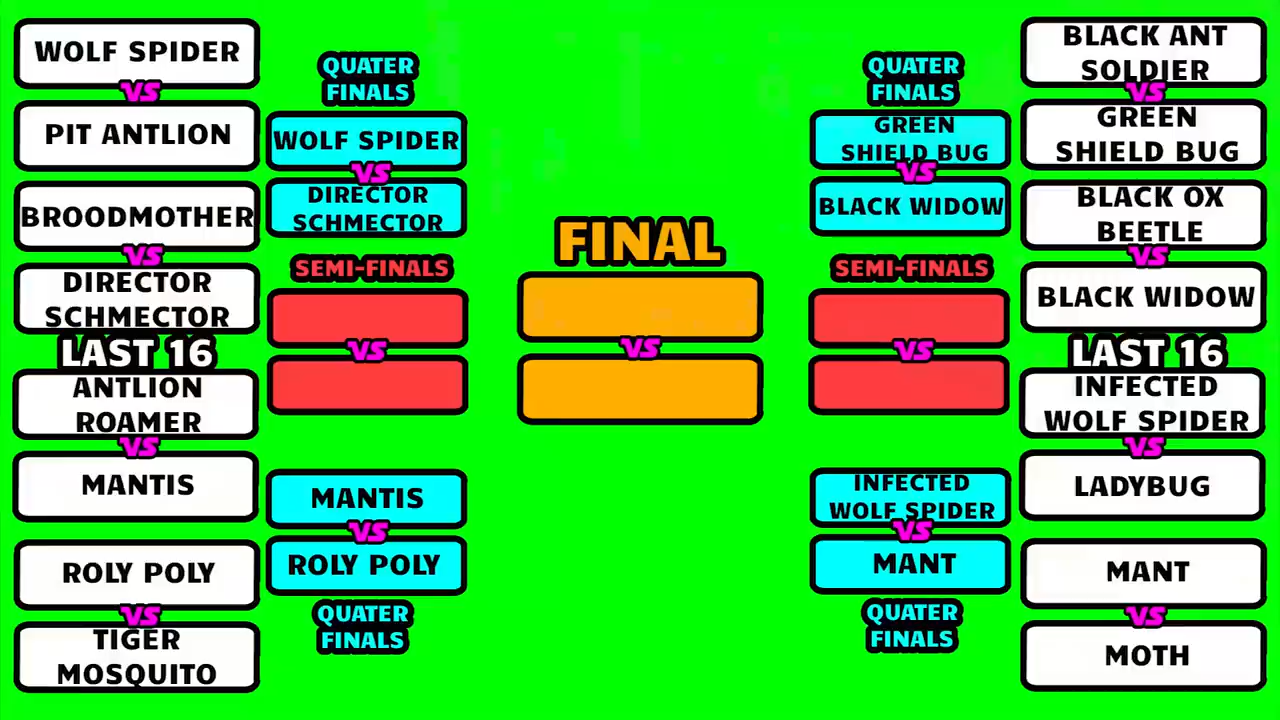 WOLF SPIDER
VS
PIT ANTLION
BROODMOTHER
VS
DIRECTOR
SCHMECTOR
LAST 16
ANTLION
ROAMER
VS
MANTIS
ROLY POLY
VS
TIGER
MOSQUITO
QUATER
FINALS
WOLF SPIDER
VS
DIRECTOR
SCHMECTOR
SEMI-FINALS
VS
MANTIS
VS
ROLY POLY
QUATER
FINALS
FINAL
VS
QUATER
FINALS
GREEN
SHIELD BUG
VS
BLACK WIDOW
SEMI-FINALS
VS
INFECTED
WOLF SPIDER
VS
MANT
QUATER
FINALS
BLACK ANT
SOLDIER
VS
GREEN
SHIELD BUG
BLACK OX
BEETLE
VS
BLACK WIDOW
LAST 16
INFECTED
WOLF SPIDER
VS
LADYBUG
MANT
VS
MOTH